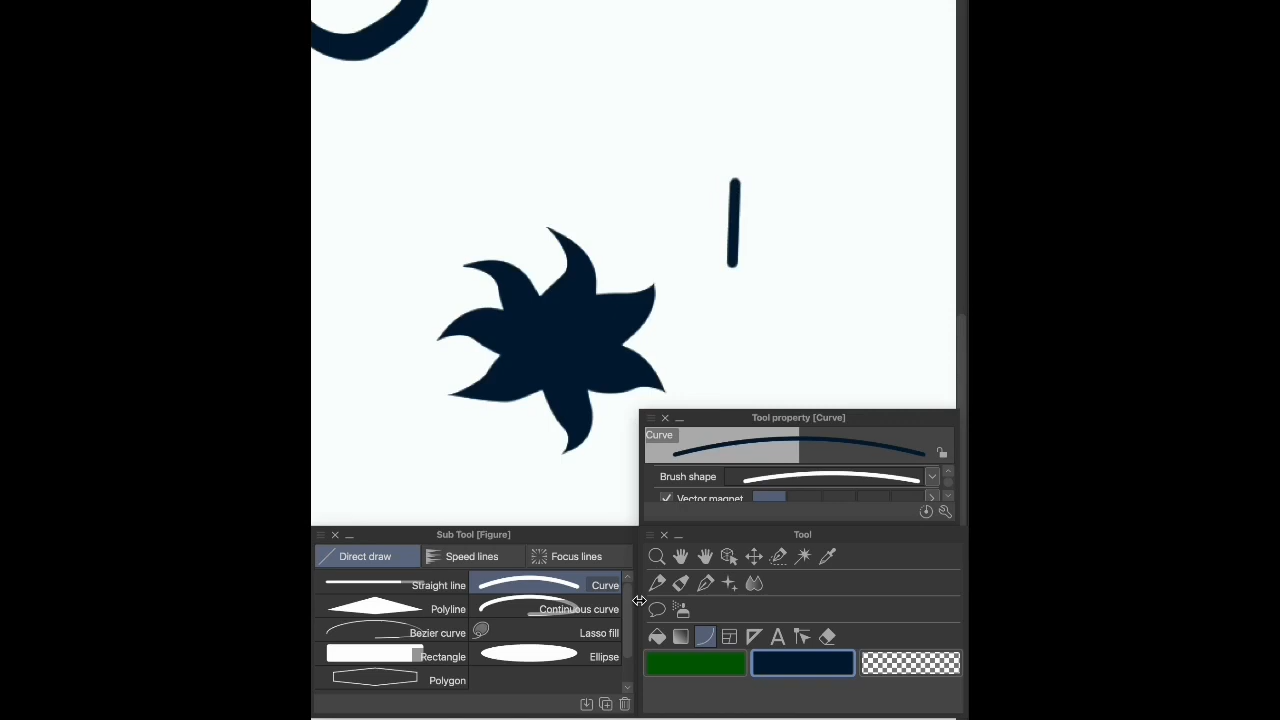 Tool property [Curve]
Curve
Brush shape
Vector magnet
Sub Tool [Figure]
Direct draw
Speed lines
Focus lines
Straight line
Curve
Polyline
Continuous curve
Bezier curve
Lasso fill
Rectangle
Ellipse
Polygon
Tool